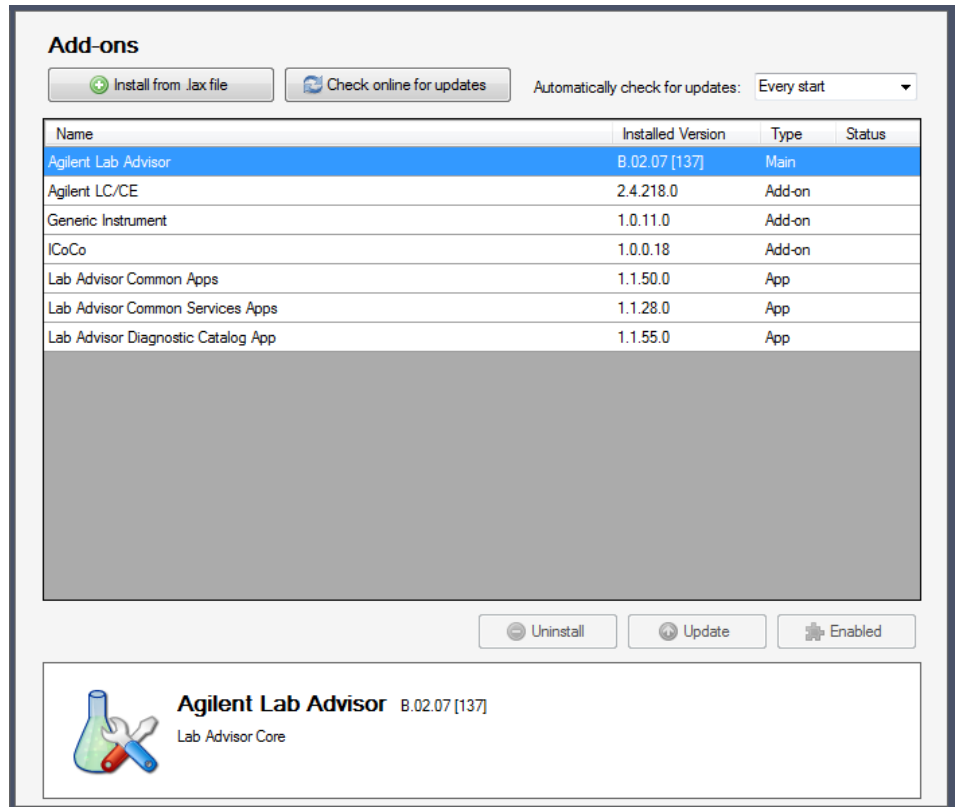 Add-ons
Install from .lax file Check online for updates Automatically check for updates: Every start
Name Installed Version Type Status
Agilent Lab Advisor B.02.07 [137] Main
Agilent LC/CE 2.4.218.0 Add-on
Generic Instrument 1.0.11.0 Add-on
ICoCo 1.0.0.18 Add-on
Lab Advisor Common Apps 1.1.50.0 App
Lab Advisor Common Services Apps 1.1.28.0 App
Lab Advisor Diagnostic Catalog App 1.1.55.0 App
Uninstall Update Enabled
Agilent Lab Advisor B.02.07 [137]
Lab Advisor Core